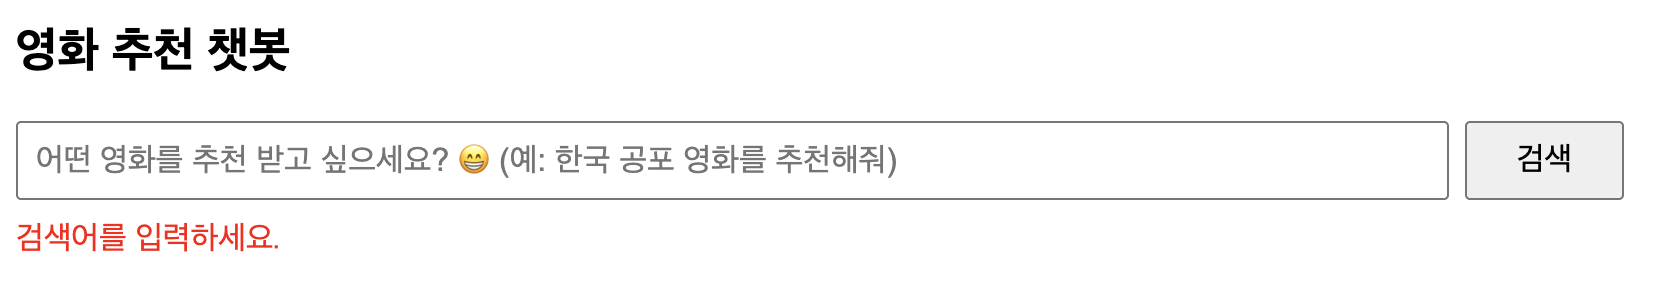 영화 추천 챗봇
어떤 영화를 추천 받고 싶으세요? 😁 (예: 한국 공포 영화를 추천해줘)
검색
검색어를 입력하세요.